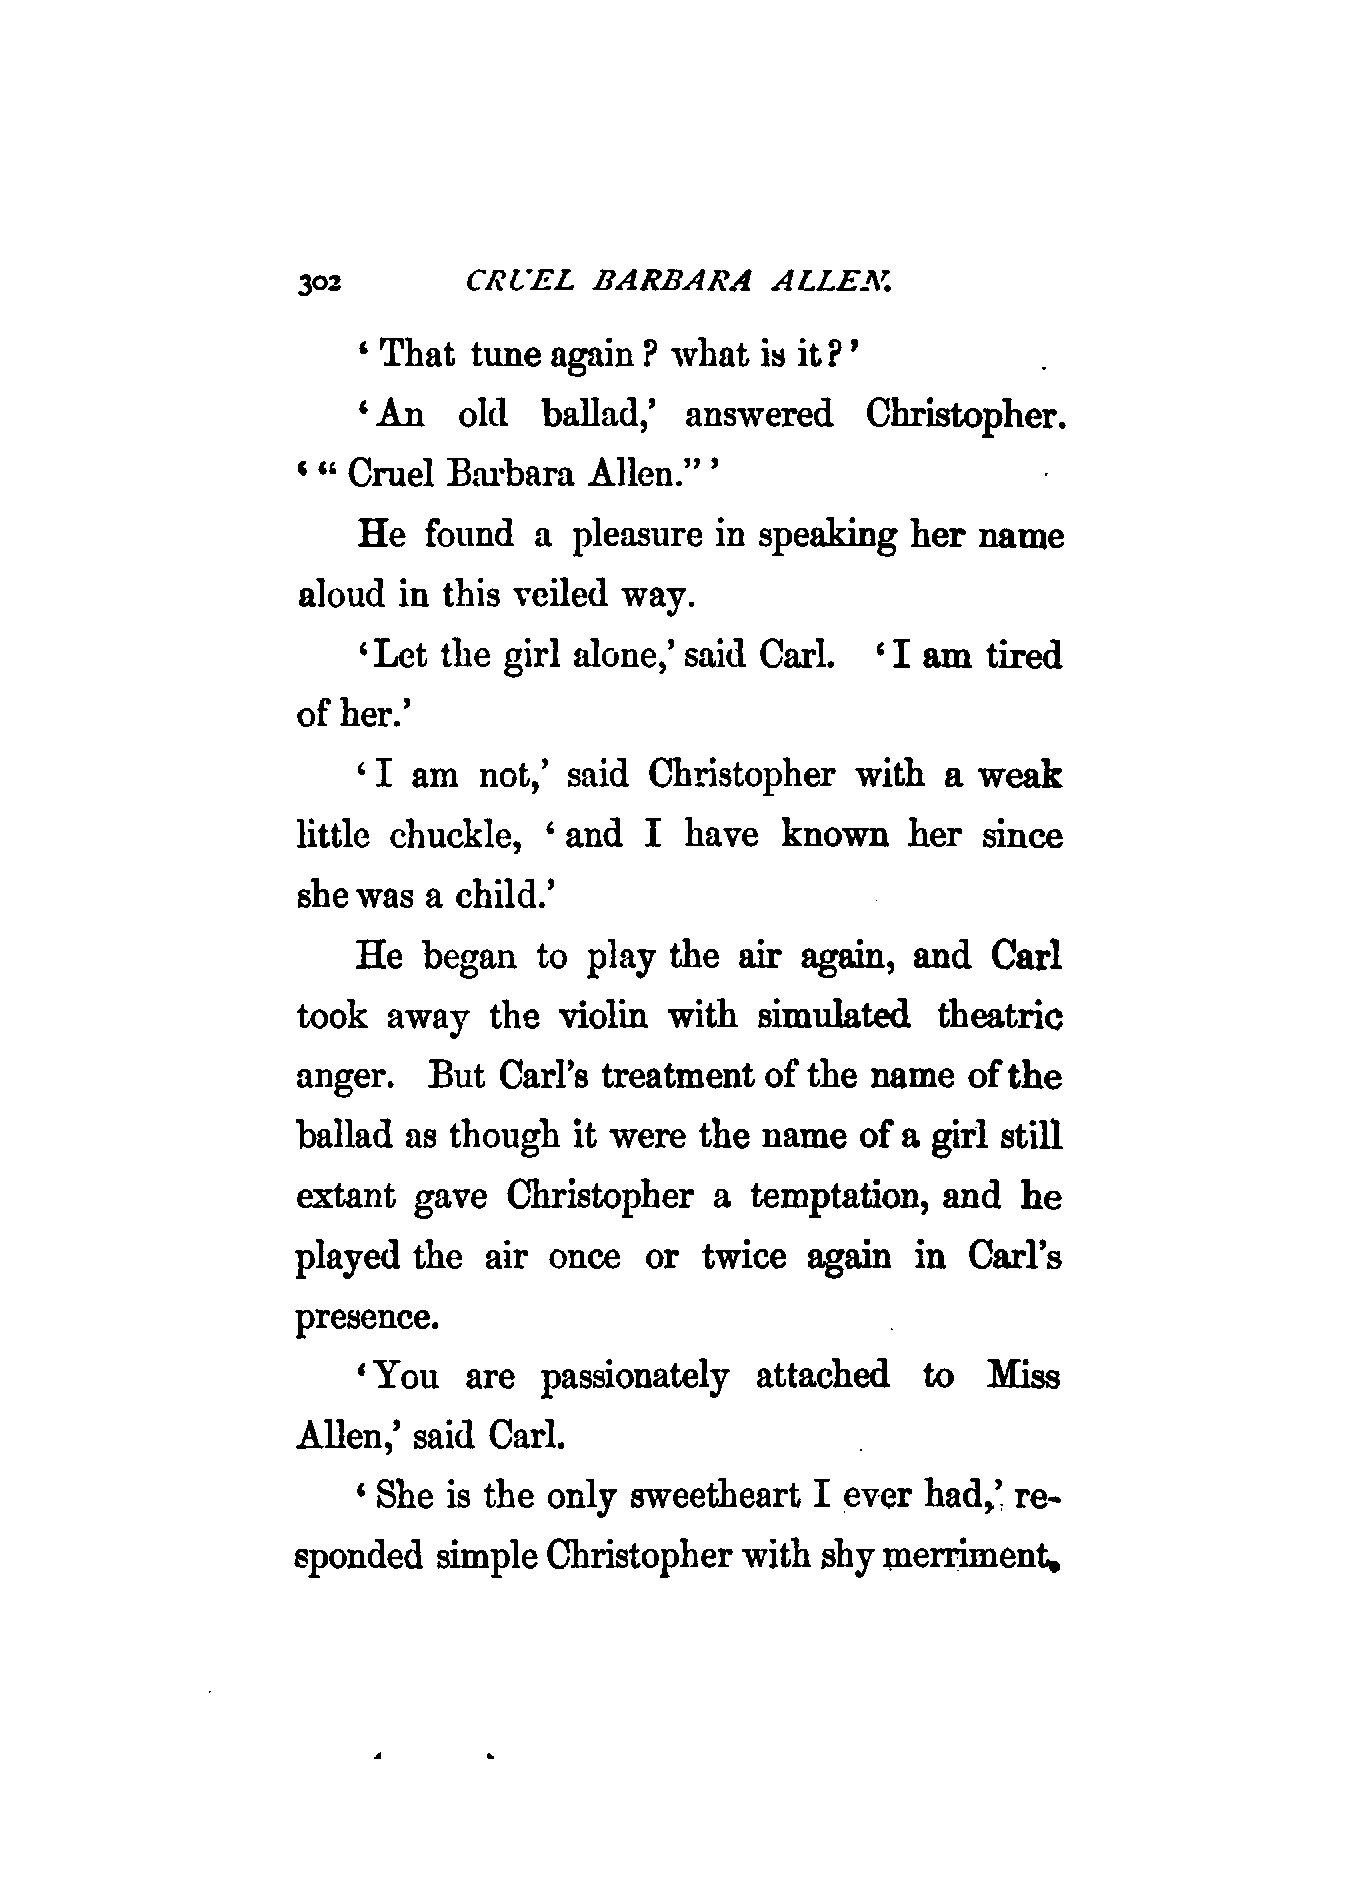 302 CRUEL BARBARA ALLEN.
‘ That tune again ? what is it ? ’
‘ An old ballad,’ answered Christopher.
‘ “ Cruel Barbara Allen.” ’
He found a pleasure in speaking her name
aloud in this veiled way.
‘ Let the girl alone,’ said Carl. ‘ I am tired
of her.’
‘ I am not,’ said Christopher with a weak
little chuckle, ‘ and I have known her since
she was a child.’
He began to play the air again, and Carl
took away the violin with simulated theatric
anger. But Carl’s treatment of the name of the
ballad as though it were the name of a girl still
extant gave Christopher a temptation, and he
played the air once or twice again in Carl’s
presence.
‘ You are passionately attached to Miss
Allen,’ said Carl.
‘ She is the only sweetheart I ever had,’ re-
sponded simple Christopher with shy merriment.